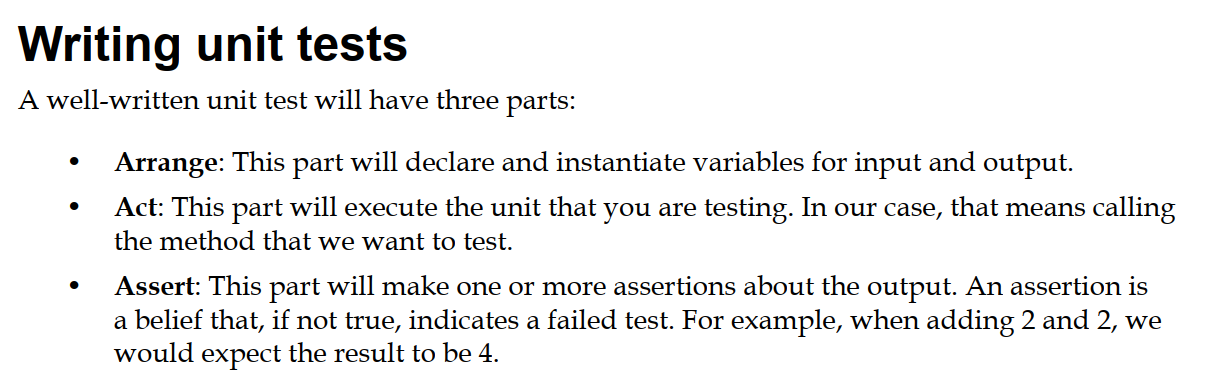 Writing unit tests
A well-written unit test will have three parts:
• Arrange: This part will declare and instantiate variables for input and output.
• Act: This part will execute the unit that you are testing. In our case, that means calling
the method that we want to test.
• Assert: This part will make one or more assertions about the output. An assertion is
a belief that, if not true, indicates a failed test. For example, when adding 2 and 2, we
would expect the result to be 4.